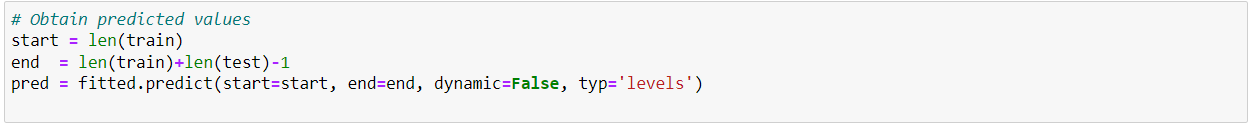 # Obtain predicted values
start = len(train)
end  = len(train)+len(test)-1
pred = fitted.predict(start=start, end=end, dynamic=False, typ='levels')